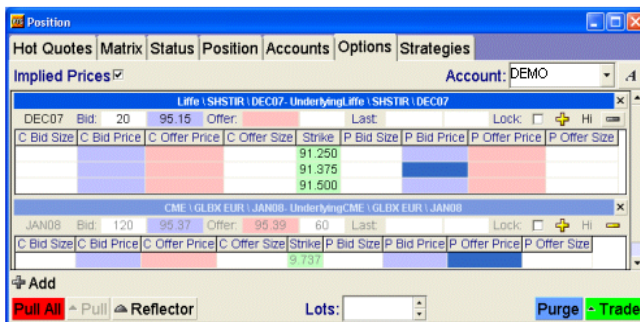 Position
Hot Quotes Matrix Status Position Accounts Options Strategies
Implied Prices Account: DEMO A
Liffe \ SHSTIR \ DEC07- UnderlyingLiffe \ SHSTIR \ DEC07
DEC07 Bid: 20 95.15 Offer: Last: Lock: Hi
C Bid Size C Bid Price C Offer Price C Offer Size Strike P Bid Size P Bid Price P Offer Price P Offer Size
91.250
91.375
91.500
CME \ GLBX EUR \ JAN08- UnderlyingCME \ GLBX EUR \ JAN08
JAN08 Bid: 120 95.37 Offer: 95.39 60 Last: Lock: Hi
C Bid Size C Bid Price C Offer Price C Offer Size Strike P Bid Size P Bid Price P Offer Price P Offer Size
9.737
Add
Pull All Pull Reflector Lots: Purge Trade